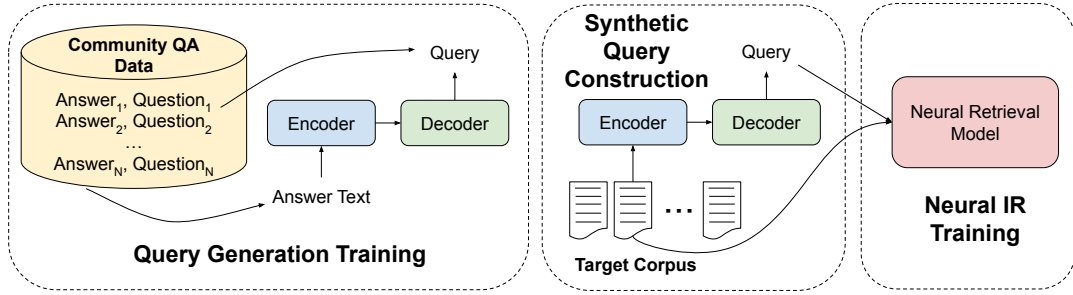 Community QA
Data
Answer1, Question1
Answer2, Question2
...
AnswerN, QuestionN
Query
Encoder
Decoder
Answer Text
Query Generation Training
Synthetic
Query
Construction
Query
Encoder
Decoder
...
Target Corpus
Neural Retrieval
Model
Neural IR
Training